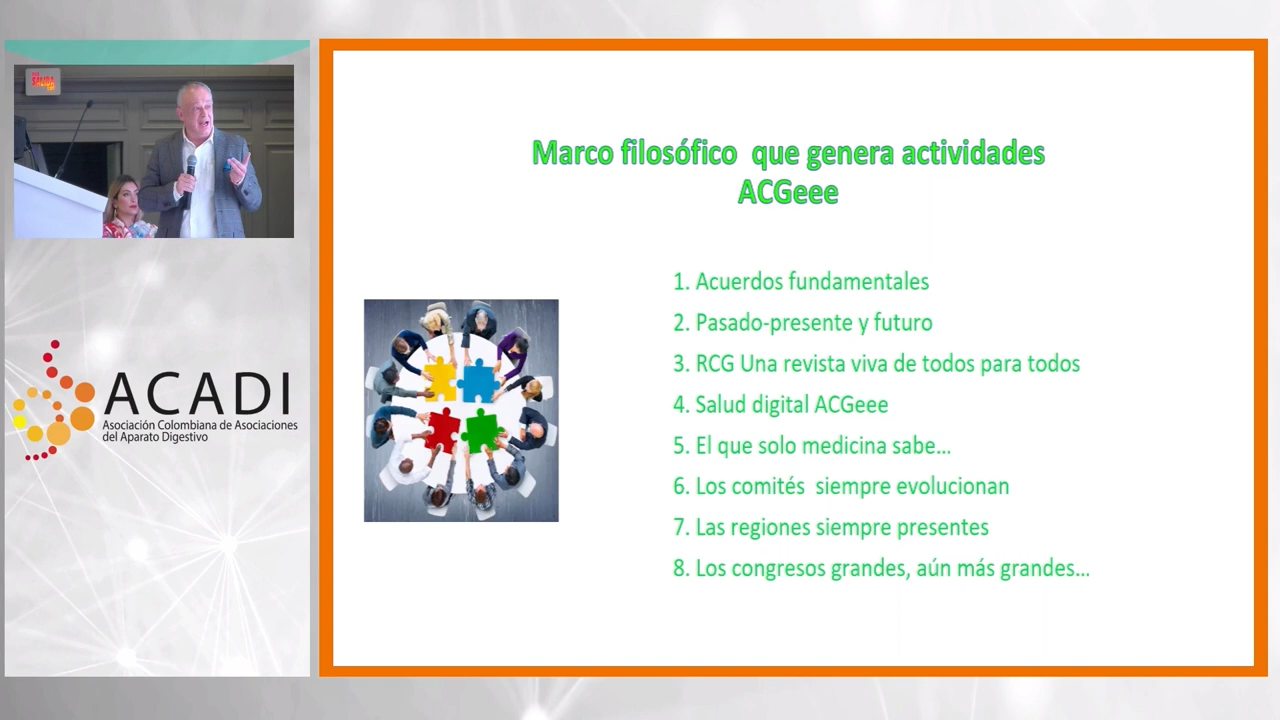 SALIDA
ACADI
Asociación Colombiana de Asociaciones
del Aparato Digestivo
Marco filosófico  que genera actividades
ACGeee
1. Acuerdos fundamentales
2. Pasado-presente y futuro
3. RCG Una revista viva de todos para todos
4. Salud digital ACGeee
5. El que solo medicina sabe...
6. Los comités  siempre evolucionan
7. Las regiones siempre presentes
8. Los congresos grandes, aún más grandes...